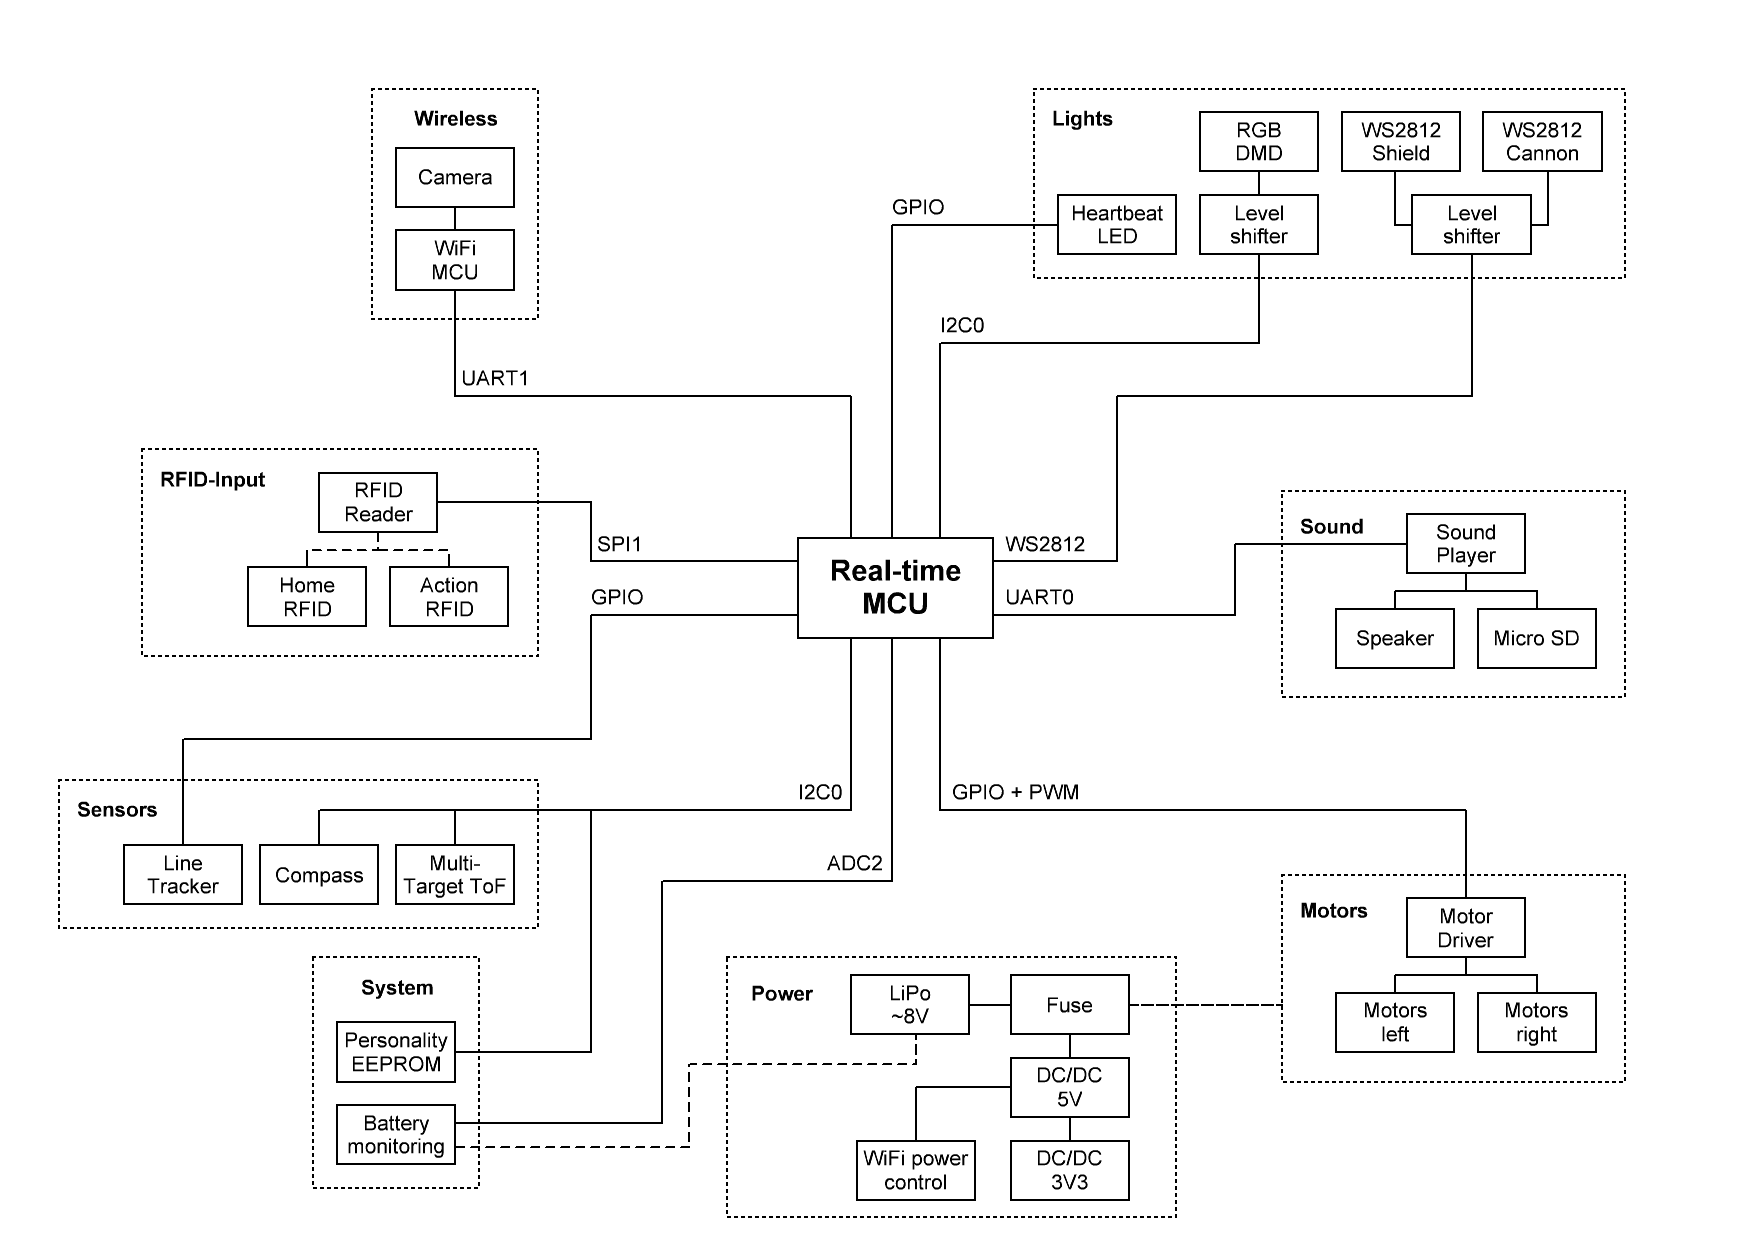 Wireless
Camera
WiFi
MCU
UART1
Lights
RGB
DMD
WS2812
Shield
WS2812
Cannon
Heartbeat
LED
Level
shifter
Level
shifter
GPIO
I2C0
RFID-Input
RFID
Reader
Home
RFID
Action
RFID
SPI1
GPIO
Real-time
MCU
WS2812
UART0
Sound
Sound
Player
Speaker
Micro SD
Sensors
Line
Tracker
Compass
Multi-
Target ToF
I2C0
ADC2
GPIO + PWM
System
Personality
EEPROM
Battery
monitoring
Power
LiPo
~8V
Fuse
DC/DC
5V
WiFi power
control
DC/DC
3V3
Motors
Motor
Driver
Motors
left
Motors
right